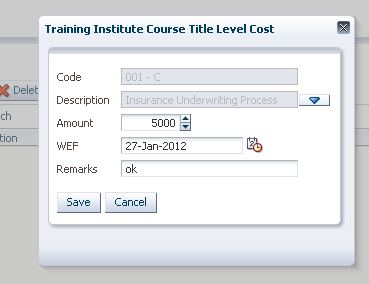 Training Institute Course Title Level Cost
Code 001 - C
Delet
Description Insurance Underwriting Process
ch
Amount 5000
tion
WEF 27-Jan-2012
Remarks ok
Save Cancel